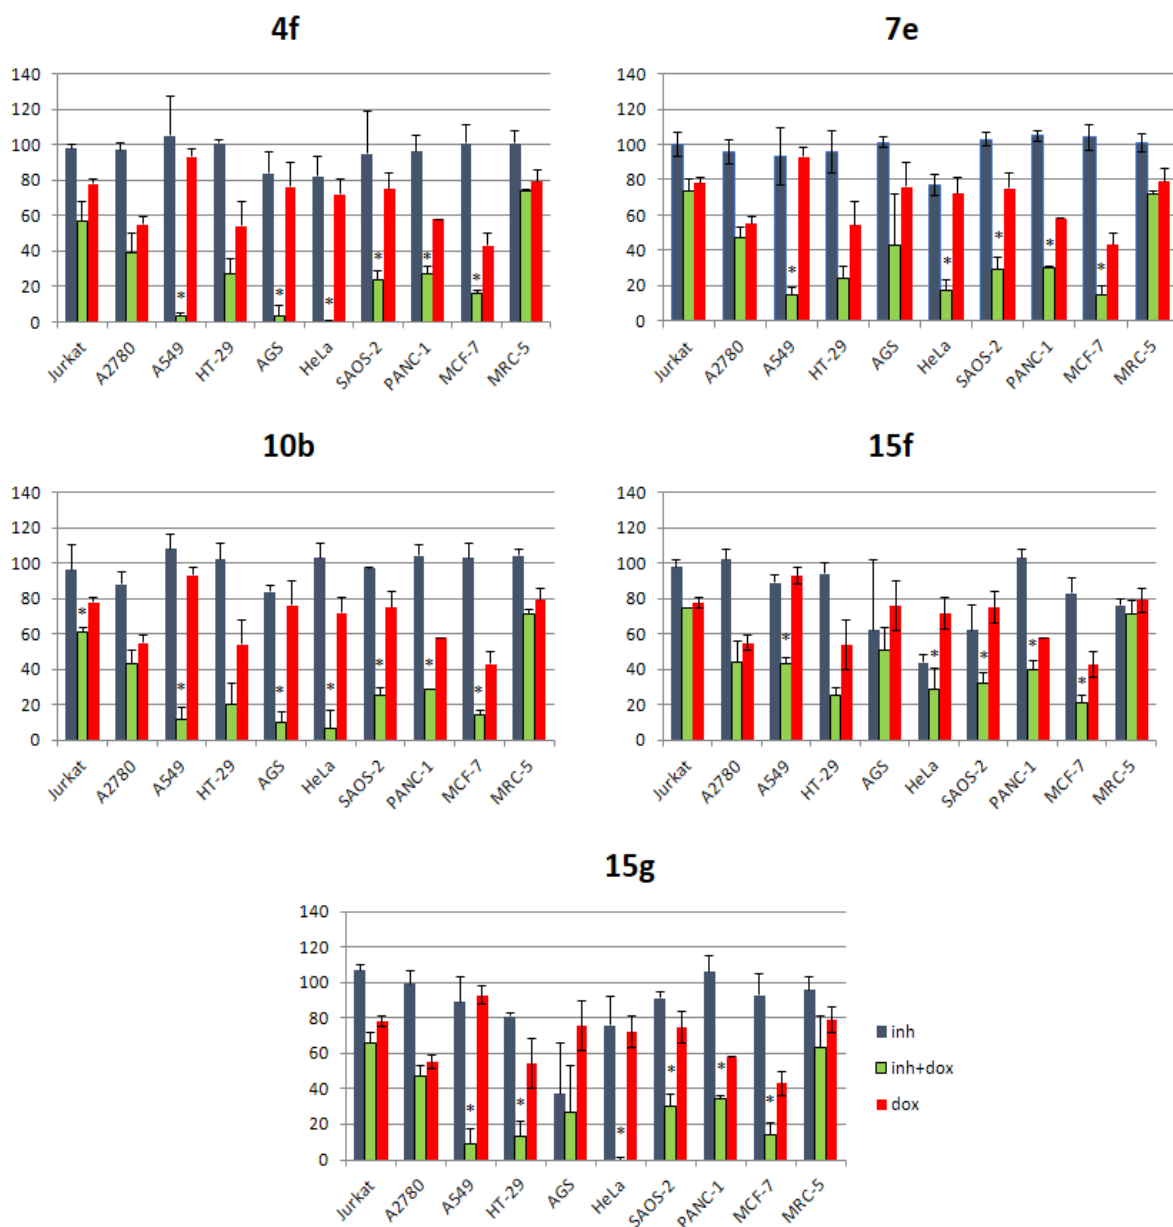 4f
140
120
100
80
60
40
20
0
* * * * * *
Jurkat A2780 A549 HT-29 AGS HeLa SAOS-2 PANC-1 MCF-7 MRC-5
7e
140
120
100
80
60
40
20
0
* * * * *
Jurkat A2780 A549 HT-29 AGS HeLa SAOS-2 PANC-1 MCF-7 MRC-5
10b
140
120
100
80
60
40
20
0
* * * * * * *
Jurkat A2780 A549 HT-29 AGS HeLa SAOS-2 PANC-1 MCF-7 MRC-5
15f
140
120
100
80
60
40
20
0
* * * * *
Jurkat A2780 A549 HT-29 AGS HeLa SAOS-2 PANC-1 MCF-7 MRC-5
15g
140
120
100
80
60
40
20
0
* * * * * *
Jurkat A2780 A549 HT-29 AGS HeLa SAOS-2 PANC-1 MCF-7 MRC-5
inh
inh+dox
dox